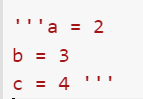 '''a = 2
b = 3
c = 4 '''